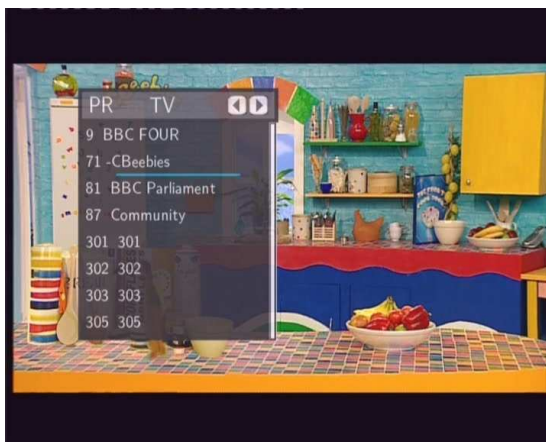 PR TV
9 BBC FOUR
71 -CBeebies
81 BBC Parliament
87 Community
301 301
302 302
303 303
305 305